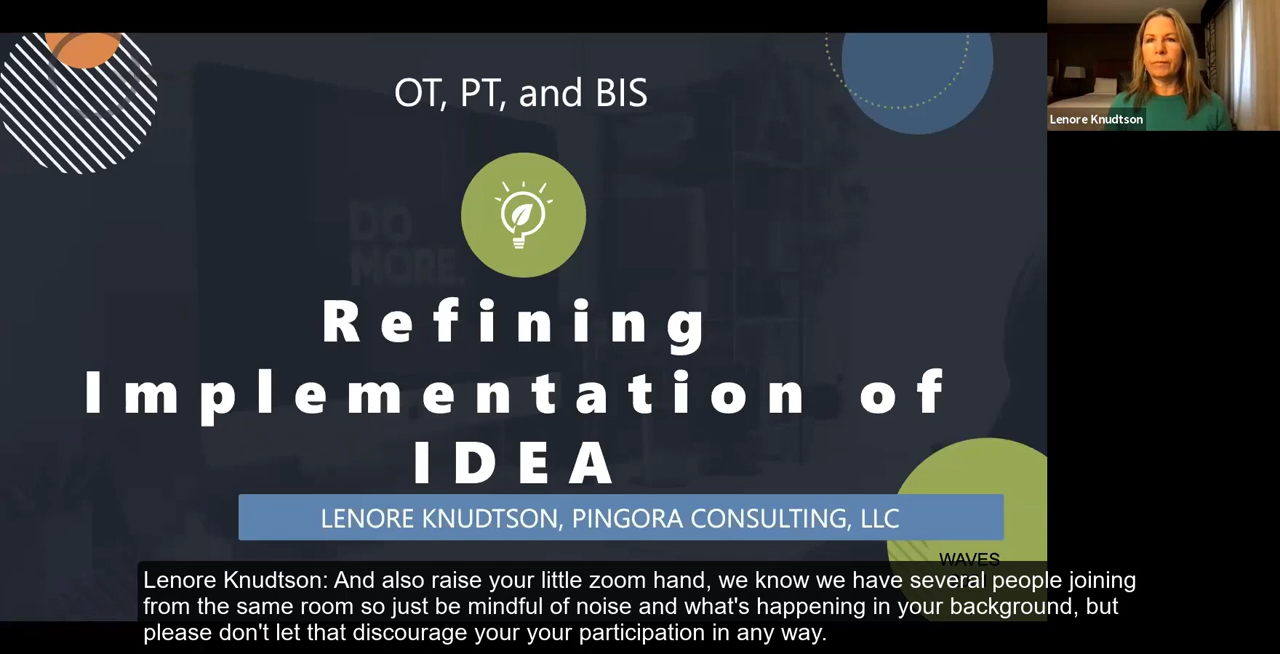 OT, PT, and BIS
DO
MORE.
Refining
Implementation of
IDEA
LENORE KNUDTSON, PINGORA CONSULTING, LLC
WAVES
Lenore Knudtson: And also raise your little zoom hand, we know we have several people joining
from the same room so just be mindful of noise and what's happening in your background, but
please don't let that discourage your your participation in any way.
Lenore Knudtson